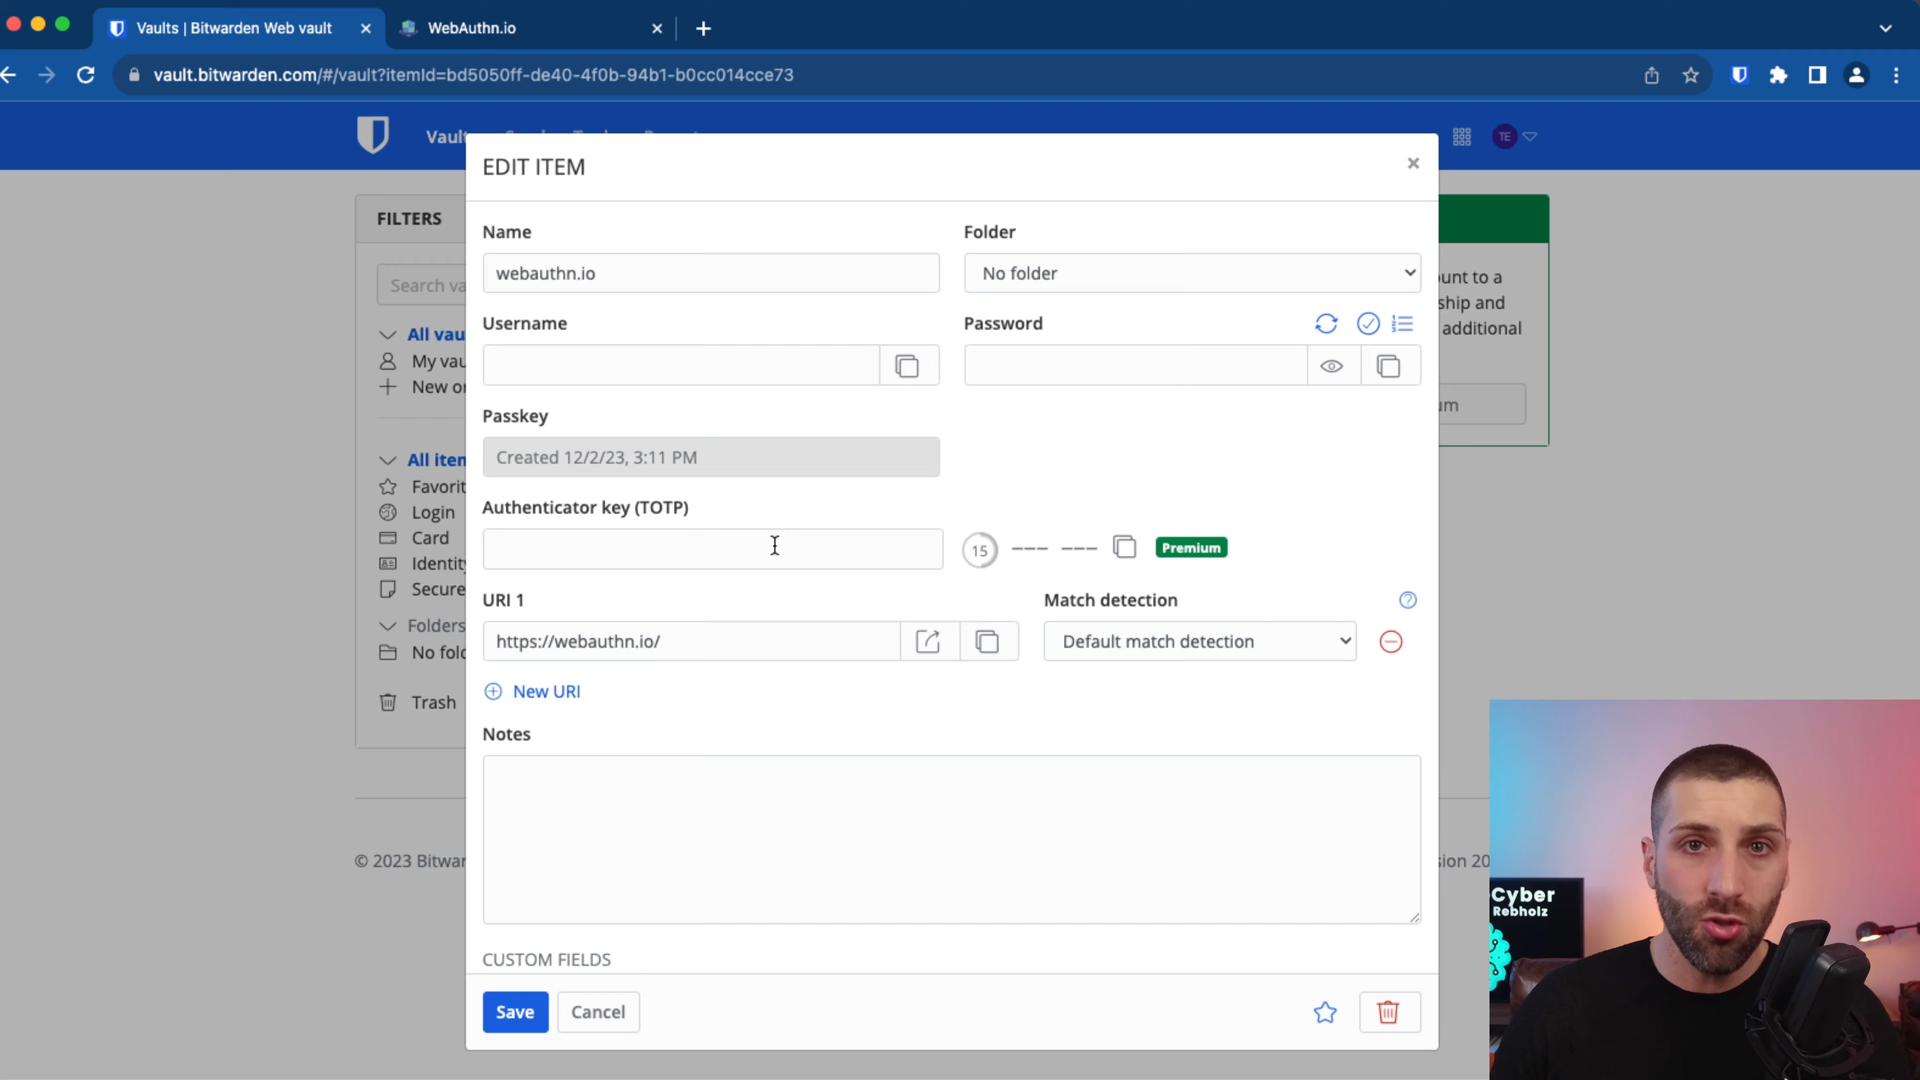 Vaults | Bitwarden Web vault
WebAuthn.io
vault.bitwarden.com/#/vault?itemId=bd5050ff-de40-4f0b-94b1-b0cc014cce73
Vault
TE
EDIT ITEM
FILTERS
Name
Folder
webauthn.io
No folder
Search va
Username
Password
All vau
My vau
New or
Passkey
Created 12/2/23, 3:11 PM
All iten
Favorit
Login
Card
Identity
Secure
Folders
No fold
Trash
Authenticator key (TOTP)
15 --- ---
Premium
URI 1
Match detection
https://webauthn.io/
Default match detection
New URI
Notes
CUSTOM FIELDS
Save
Cancel
unt to a
ship and
additional
um
© 2023 Bitwar
sion 20
Cyber
Rebholz